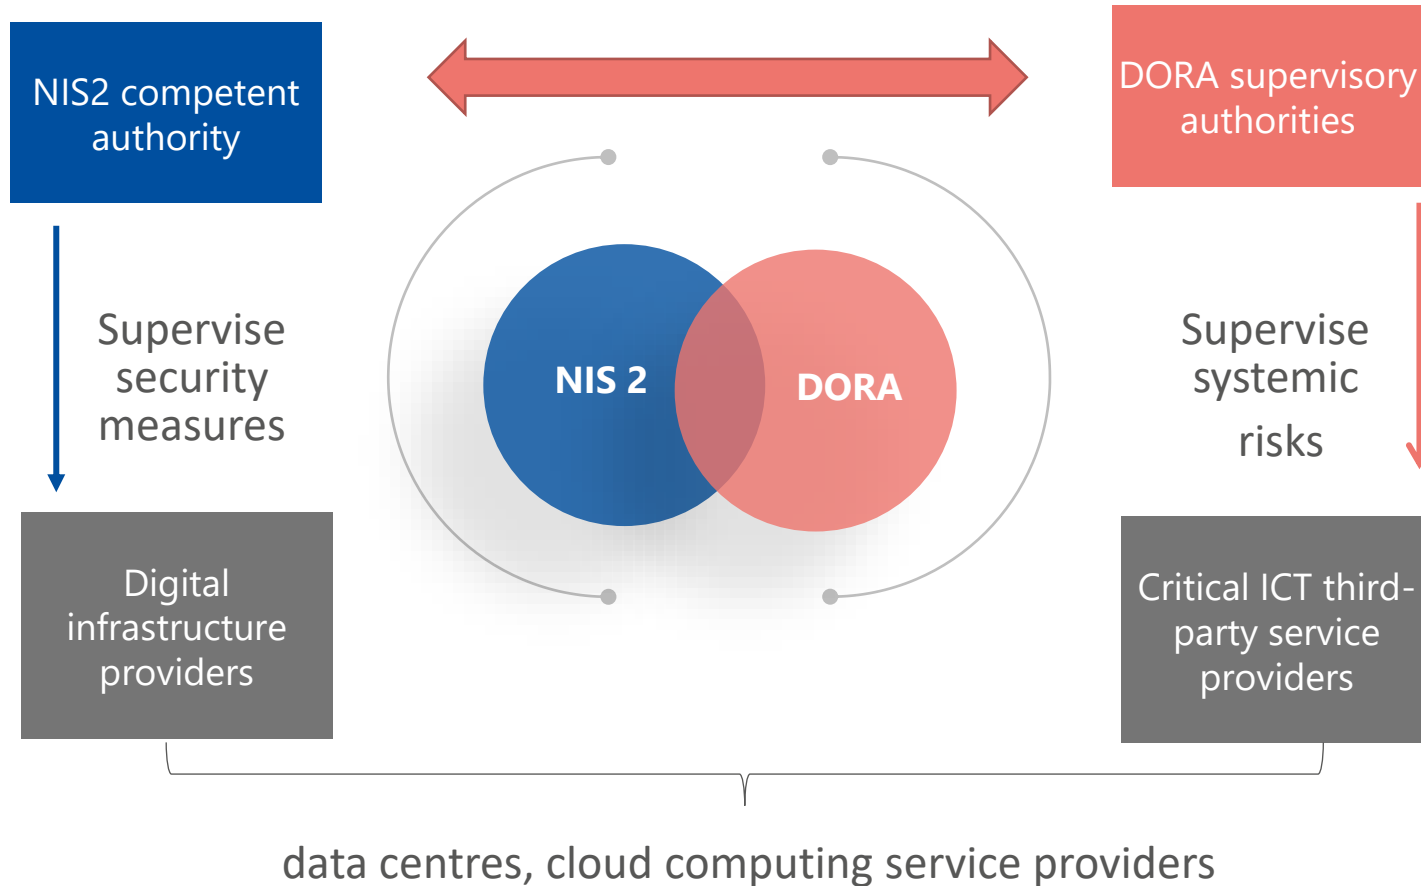 NIS2 competent
authority
DORA supervisory
authorities
Supervise
security
measures
NIS 2
DORA
Supervise
systemic
risks
Digital
infrastructure
providers
Critical ICT third-
party service
providers
data centres, cloud computing service providers